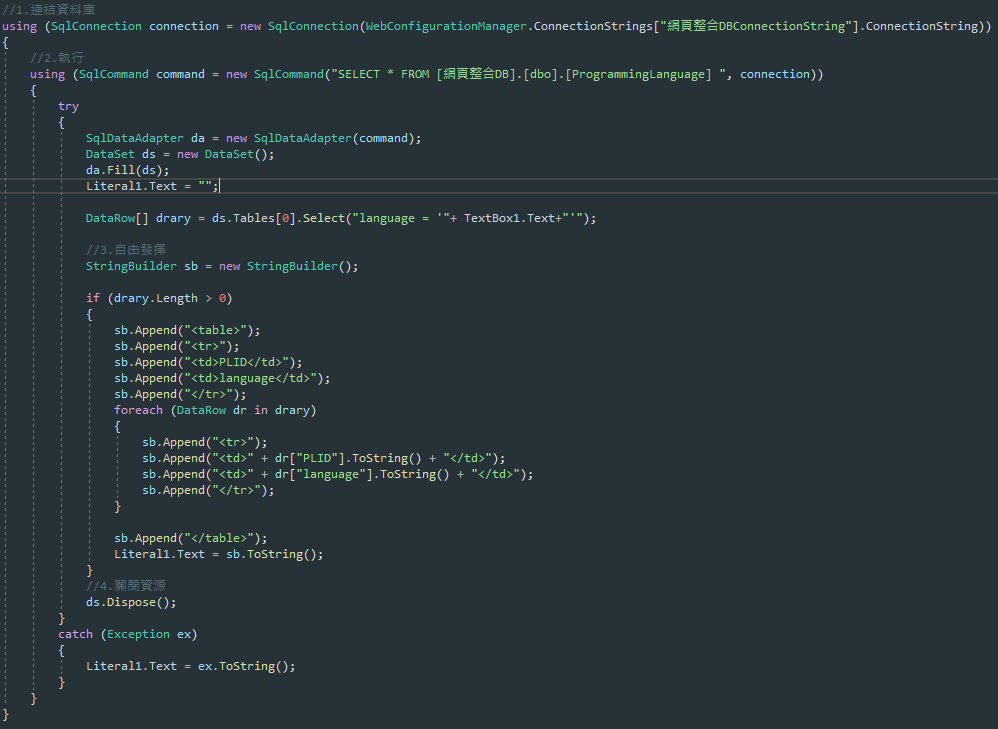 //1.連結資料庫
using (SqlConnection connection = new SqlConnection(WebConfigurationManager.ConnectionStrings["網頁整合DBConnectionString"].ConnectionString))
{
//2.執行
using (SqlCommand command = new SqlCommand("SELECT * FROM [網頁整合DB].[dbo].[ProgrammingLanguage] ", connection))
{
try
{
SqlDataAdapter da = new SqlDataAdapter(command);
DataSet ds = new DataSet();
da.Fill(ds);
Literal1.Text = "";
DataRow[] drary = ds.Tables[0].Select("language = '"+ TextBox1.Text+"'");
//3.自由發揮
StringBuilder sb = new StringBuilder();
if (drary.Length > 0)
{
sb.Append("<table>");
sb.Append("<tr>");
sb.Append("<td>PLID</td>");
sb.Append("<td>language</td>");
sb.Append("</tr>");
foreach (DataRow dr in drary)
{
sb.Append("<tr>");
sb.Append("<td>" + dr["PLID"].ToString() + "</td>");
sb.Append("<td>" + dr["language"].ToString() + "</td>");
sb.Append("</tr>");
}
sb.Append("</table>");
Literal1.Text = sb.ToString();
}
//4.關閉資源
ds.Dispose();
}
catch (Exception ex)
{
Literal1.Text = ex.ToString();
}
}
}